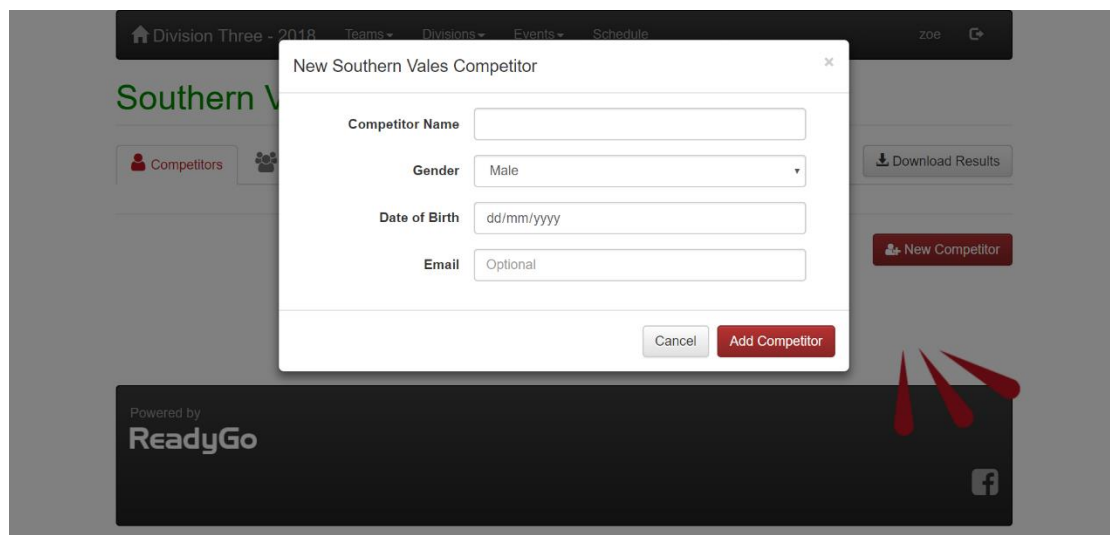 Division Three - 2018 Teams Divisions Events Schedule zoe
New Southern Vales Competitor ×
Southern V
Competitor Name
Competitors
Download Results
Gender Male
Date of Birth dd/mm/yyyy
New Competitor
Email Optional
Cancel Add Competitor
Powered by
ReadyGo